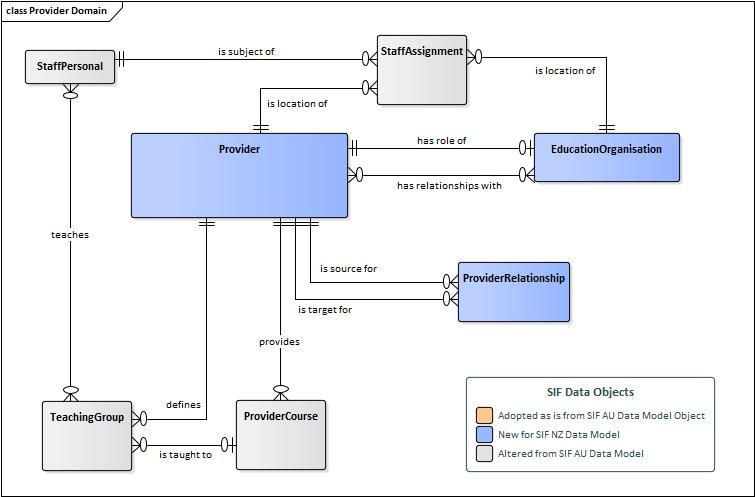 class Provider Domain
StaffPersonal
is subject of
StaffAssignment
is location of
is location of
Provider
has role of
EducationOrganisation
has relationships with
teaches
is source for
ProviderRelationship
is target for
provides
defines
TeachingGroup
ProviderCourse
is taught to
SIF Data Objects
Adopted as is from SIF AU Data Model Object
New for SIF NZ Data Model
Altered from SIF AU Data Model